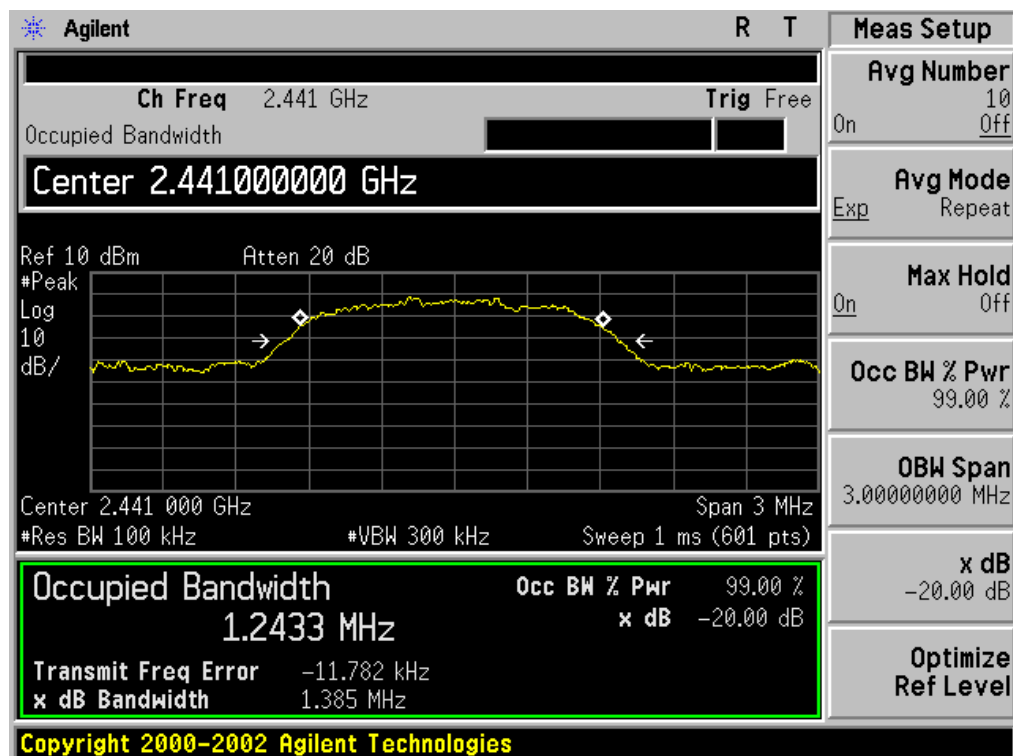 Agilent
R T
Ch Freq 2.441 GHz
Trig Free
Occupied Bandwidth
Center 2.441000000 GHz
Ref 10 dBm
Atten 20 dB
#Peak
Log
10
dB/
Center 2.441 000 GHz
Span 3 MHz
#Res BW 100 kHz
#VBW 300 kHz
Sweep 1 ms (601 pts)
Occupied Bandwidth
1.2433 MHz
Occ BW % Pwr 99.00 %
x dB -20.00 dB
Transmit Freq Error -11.782 kHz
x dB Bandwidth 1.385 MHz
Copyright 2000-2002 Agilent Technologies
Meas Setup
Avg Number
10
On Off
Avg Mode
Exp Repeat
Max Hold
On Off
Occ BW % Pwr
99.00 %
OBW Span
3.00000000 MHz
x dB
-20.00 dB
Optimize
Ref Level